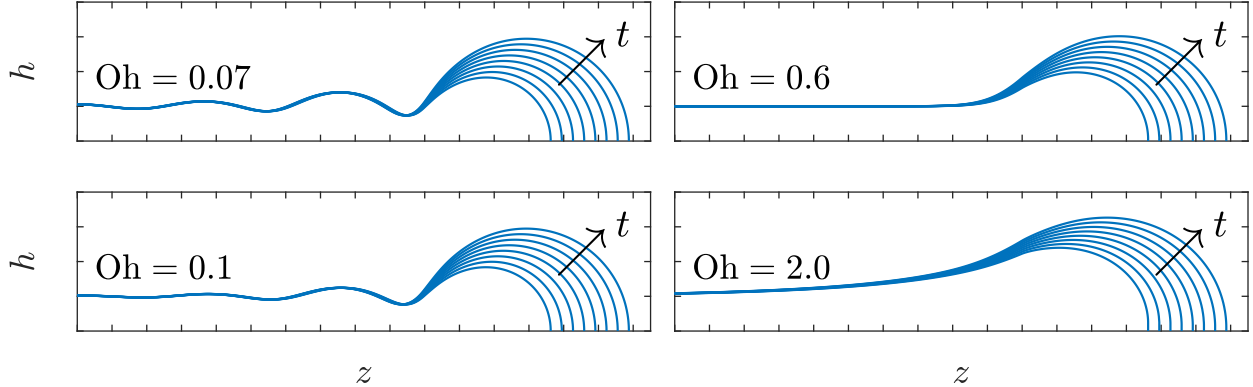 h
Oh = 0.07
t
Oh = 0.6
t
h
Oh = 0.1
t
Oh = 2.0
t
z
z